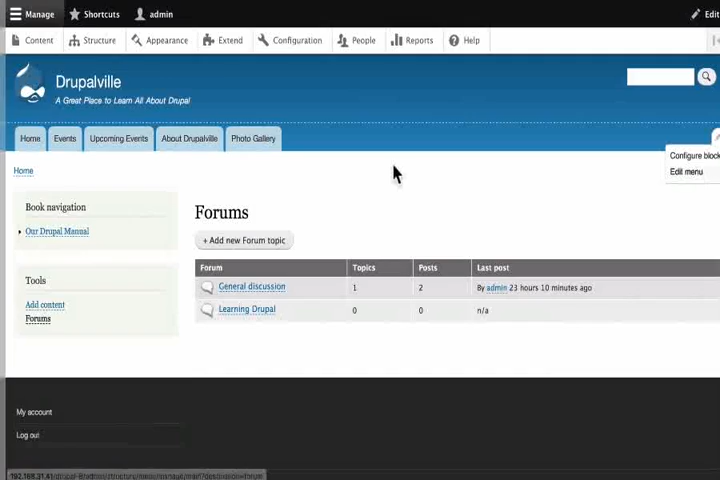 Manage Shortcuts admin Edit
Content Structure Appearance Extend Configuration People Reports Help
Drupalville
A Great Place to Learn All About Drupal
Home Events Upcoming Events About Drupalville Photo Gallery
Configure block
Edit menu
Home
Book navigation
Our Drupal Manual
Forums
+ Add new Forum topic
Forum Topics Posts Last post
General discussion 1 2 By admin 23 hours 10 minutes ago
Learning Drupal 0 0 n/a
Tools
Add content
Forums
My account
Log out